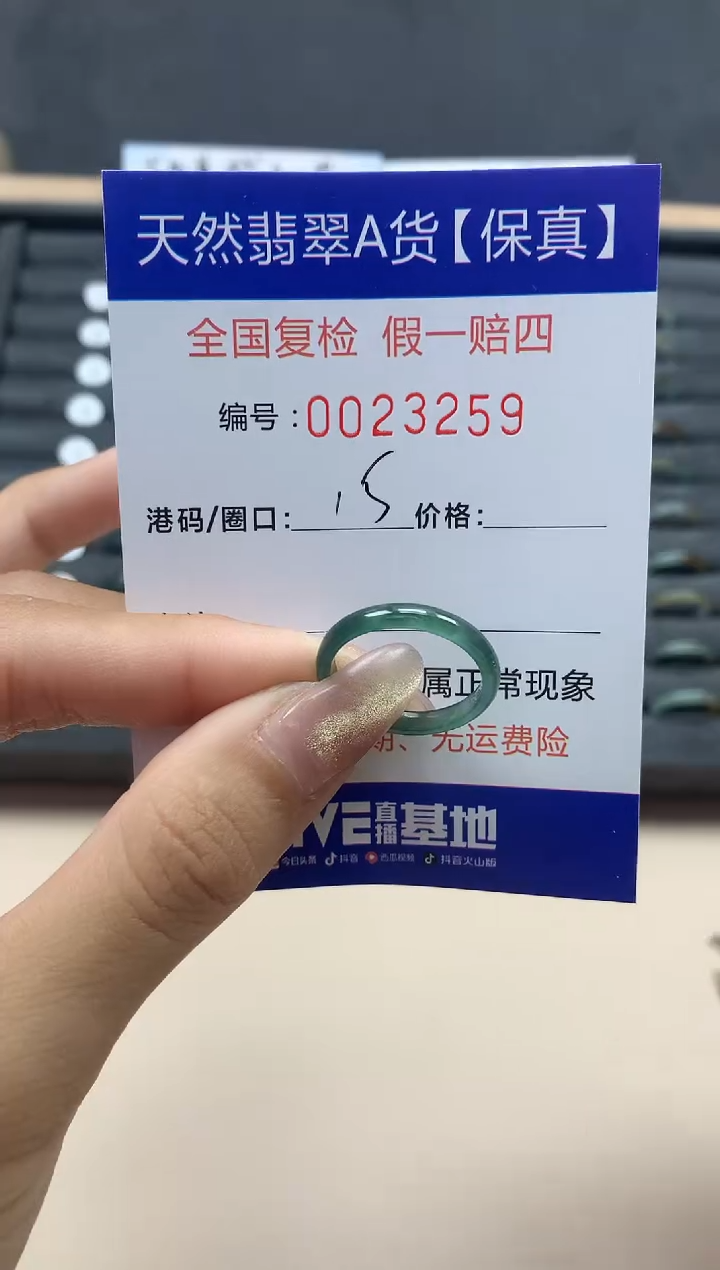 天然翡翠A货【保真】
全国复检 假一赔四
编号：0023259
港码/圈口：15 价格：
属正常现象
、无运费险
直播基地
今日头条 抖音 西瓜视频 抖音火山版